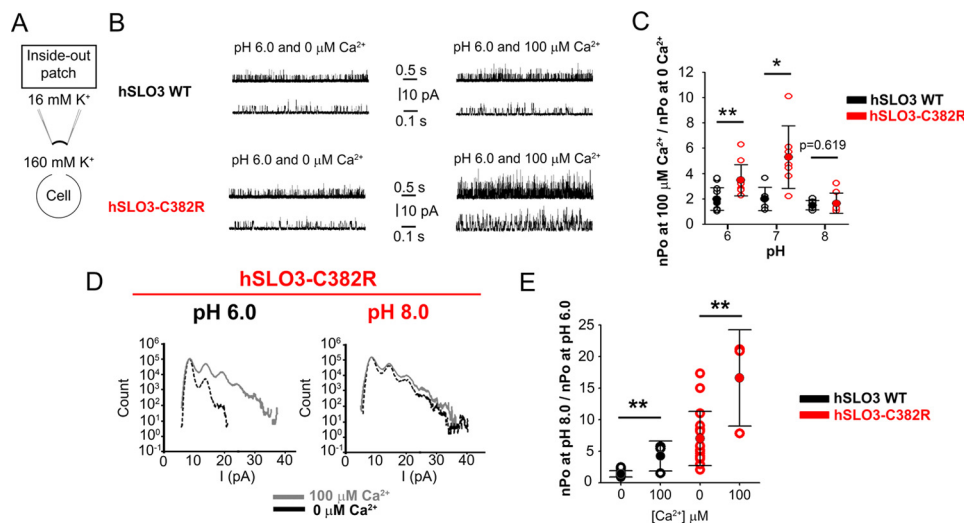 A
Inside-out
patch
16 mM K⁺
160 mM K⁺
Cell
B
pH 6.0 and 0 μM Ca²⁺
pH 6.0 and 100 μM Ca²⁺
hSLO3 WT
0.5 s
10 pA
0.1 s
pH 6.0 and 0 μM Ca²⁺
pH 6.0 and 100 μM Ca²⁺
hSLO3-C382R
0.5 s
10 pA
0.1 s
C
nPo at 100 μM Ca²⁺ / nPo at 0 Ca²⁺
12
10
8
6
4
2
0
**
*
p=0.619
6
7
8
pH
hSLO3 WT
hSLO3-C382R
D
hSLO3-C382R
pH 6.0
pH 8.0
Count
10⁶
10⁵
10⁴
10³
10²
10¹
10⁰
10⁻¹
0 10 20 30 40
I (pA)
Count
10⁶
10⁵
10⁴
10³
10²
10¹
10⁰
10⁻¹
0 10 20 30 40
I (pA)
100 μM Ca²⁺
0 μM Ca²⁺
E
nPo at pH 8.0 / nPo at pH 6.0
25
20
15
10
5
0
**
**
0
100
0
100
[Ca²⁺] μM
hSLO3 WT
hSLO3-C382R